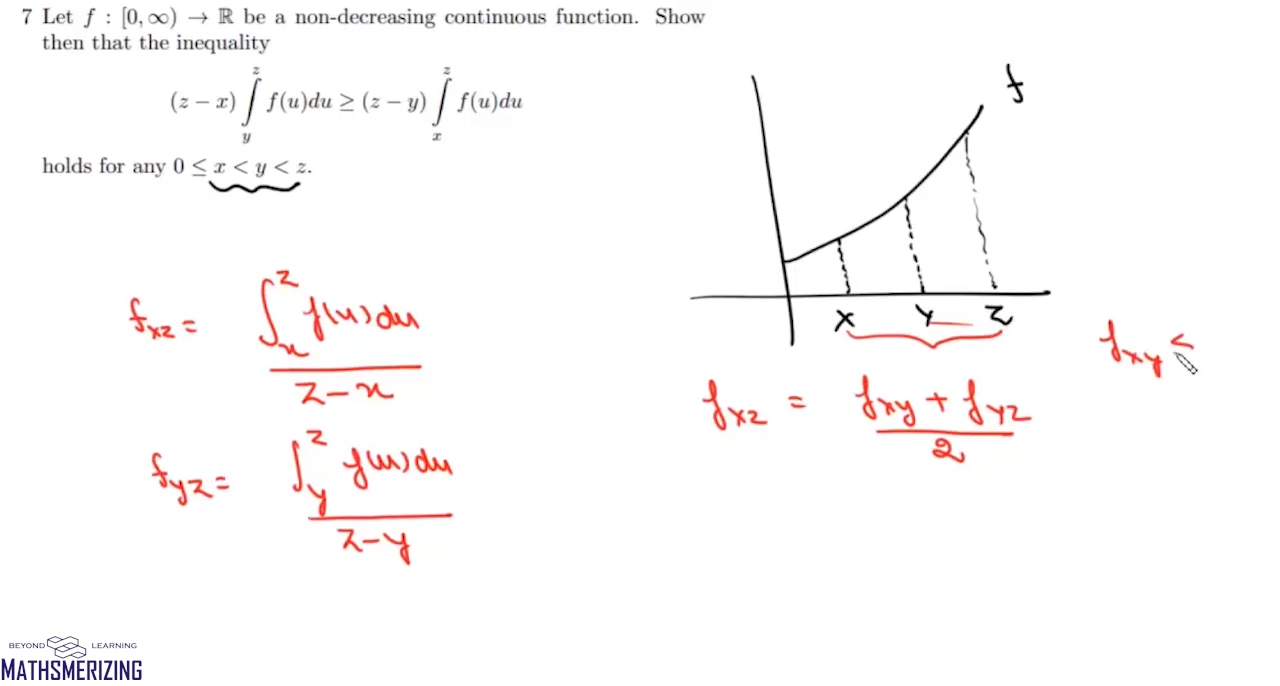 7 Let f : [0, ∞) → ℝ be a non-decreasing continuous function. Show
then that the inequality
(z − x) ∫_y^z f(u)du ≥ (z − y) ∫_x^z f(u)du
holds for any 0 ≤ x < y < z.
f
x y z
f_xz = ∫_x^z f(u)du / z − x
f_yz = ∫_y^z f(u)du / z − y
f_xz = f_xy + f_yz / 2
f_xy ≤
BEYOND LEARNING
MATHSMERIZING